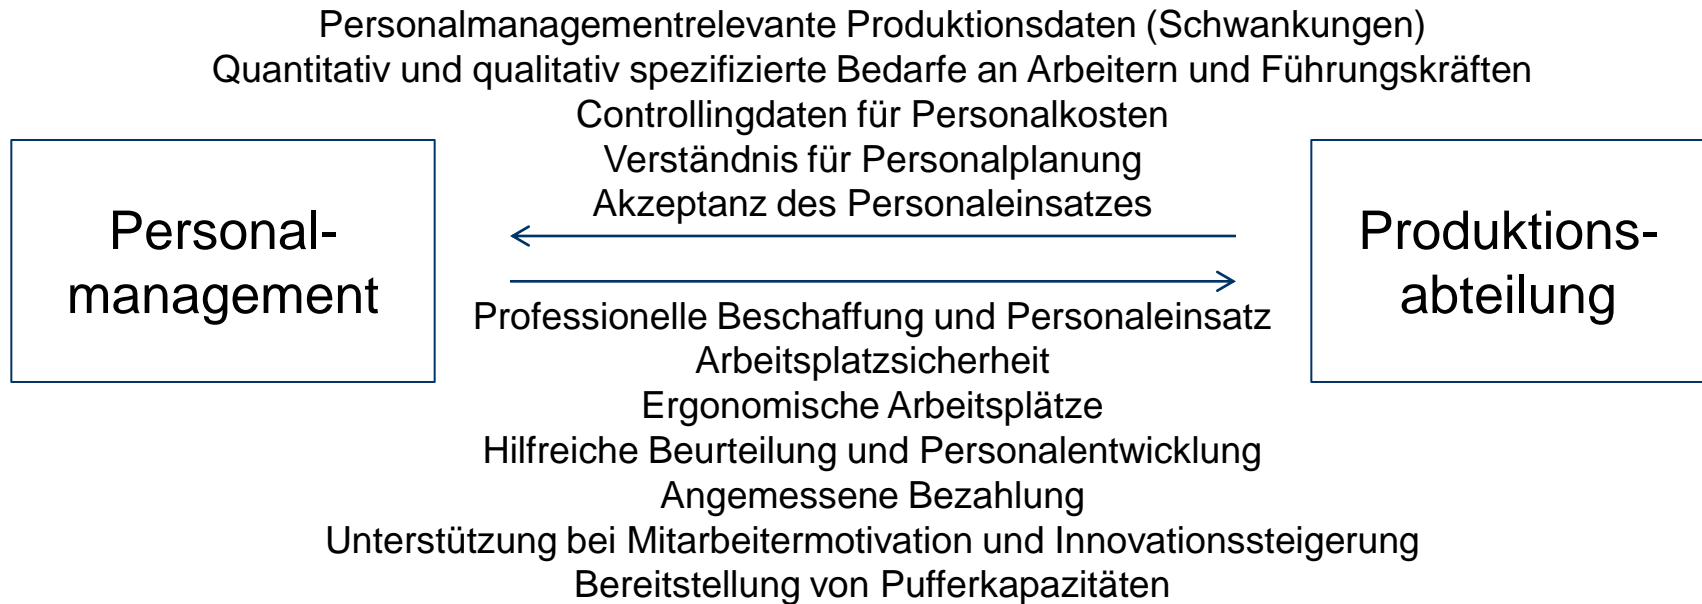 Personalmanagementrelevante Produktionsdaten (Schwankungen)
Quantitativ und qualitativ spezifizierte Bedarfe an Arbeitern und Führungskräften
Controllingdaten für Personalkosten
Verständnis für Personalplanung
Akzeptanz des Personaleinsatzes
Personal-
management
Produktions-
abteilung
Professionelle Beschaffung und Personaleinsatz
Arbeitsplatzsicherheit
Ergonomische Arbeitsplätze
Hilfreiche Beurteilung und Personalentwicklung
Angemessene Bezahlung
Unterstützung bei Mitarbeitermotivation und Innovationssteigerung
Bereitstellung von Pufferkapazitäten